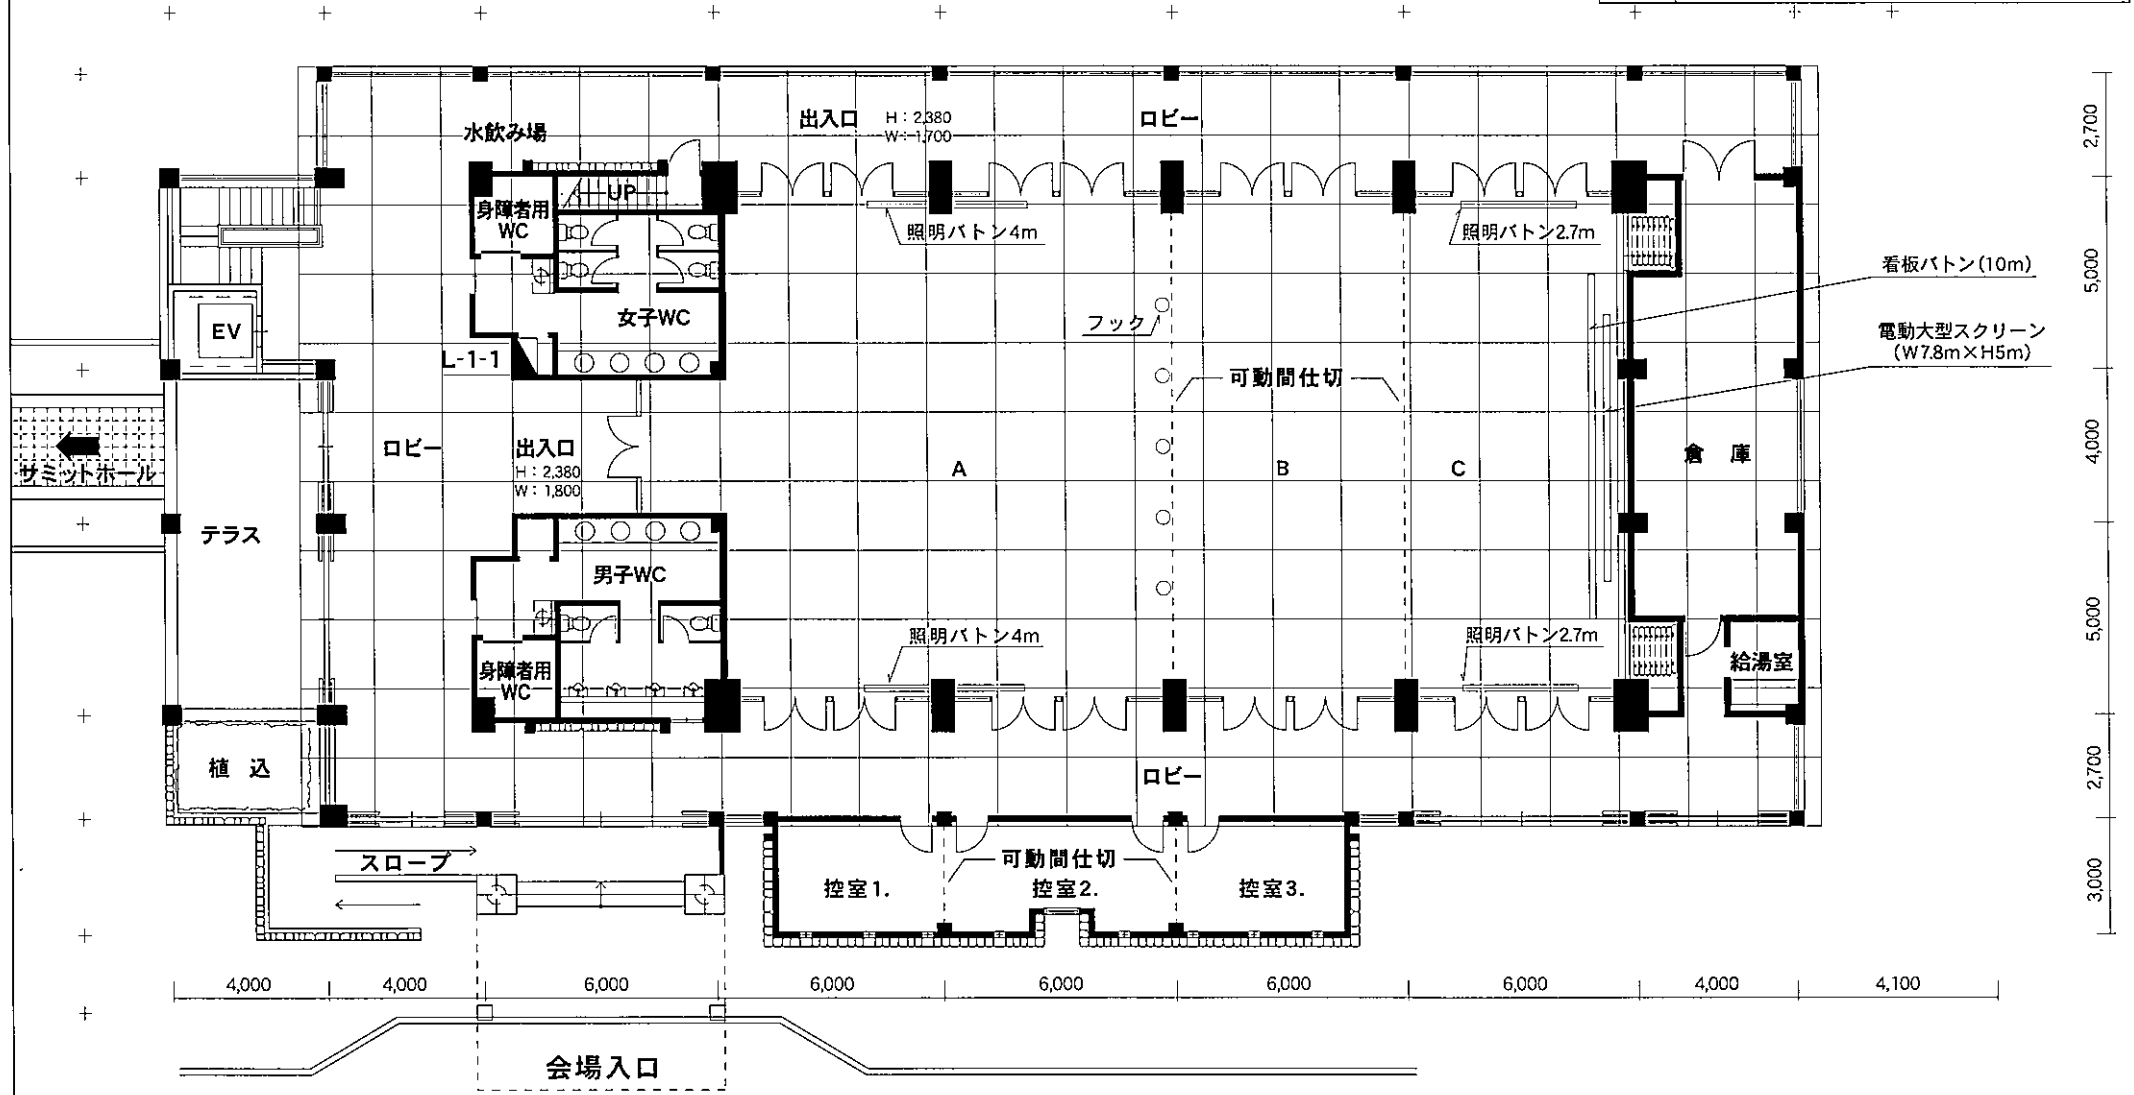 水飲み場
出入口
H：2,380
W：1,700
ロビー
2,700
身障者用
WC
UP
照明バトン4m
照明バトン2.7m
5,000
看板バトン(10m)
電動大型スクリーン
(W7.8m×H5m)
EV
女子WC
フック
L-1-1
可動間仕切
サミットホール
ロビー
出入口
H：2,380
W：1,800
A
B
C
倉 庫
4,000
テラス
男子WC
照明バトン4m
照明バトン2.7m
5,000
身障者用
WC
給湯室
植 込
ロビー
2,700
スロープ
可動間仕切
控室1.
控室2.
控室3.
3,000
4,000
4,000
6,000
6,000
6,000
6,000
6,000
4,000
4,100
会場入口